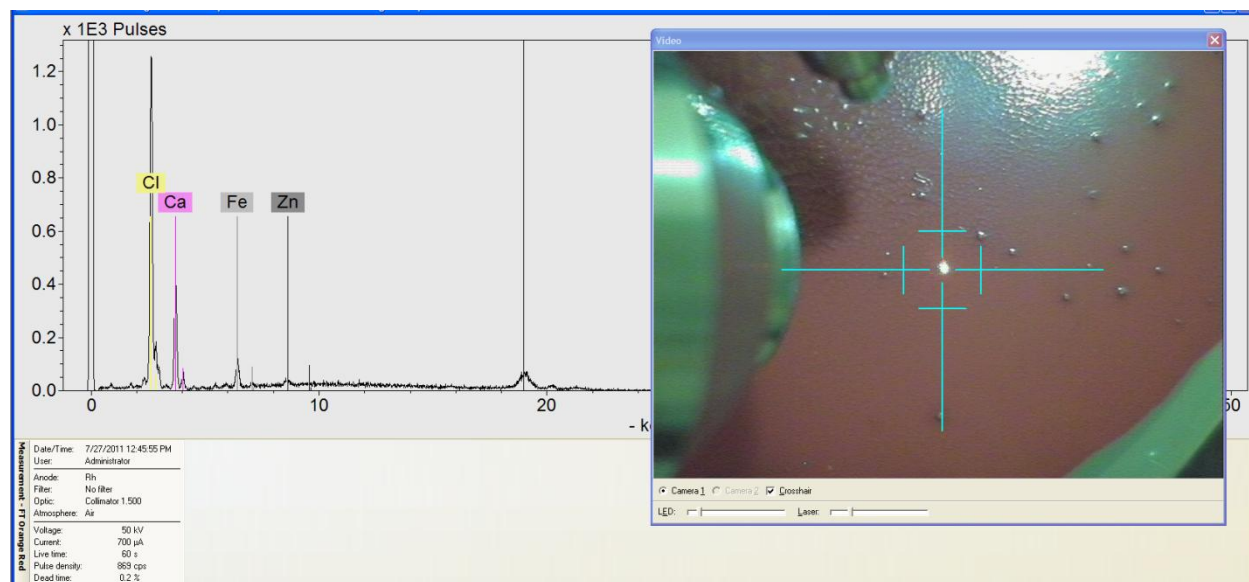 x 1E3 Pulses
Video
1.2
1.0
0.8
0.6
0.4
0.2
0.0
Cl
Ca
Fe
Zn
0
10
20
50
Camera 1
Camera 2
Crosshair
LED:
Laser:
Measurement - FT Orange Red
Date/Time: 7/27/2011 12:45:55 PM
User: Administrator
Anode: Rh
Filter: No filter
Optic: Collimator 1.500
Atmosphere: Air
Voltage: 50 kV
Current: 700 µA
Live time: 60 s
Pulse density: 869 cps
Dead time: 0.2 %